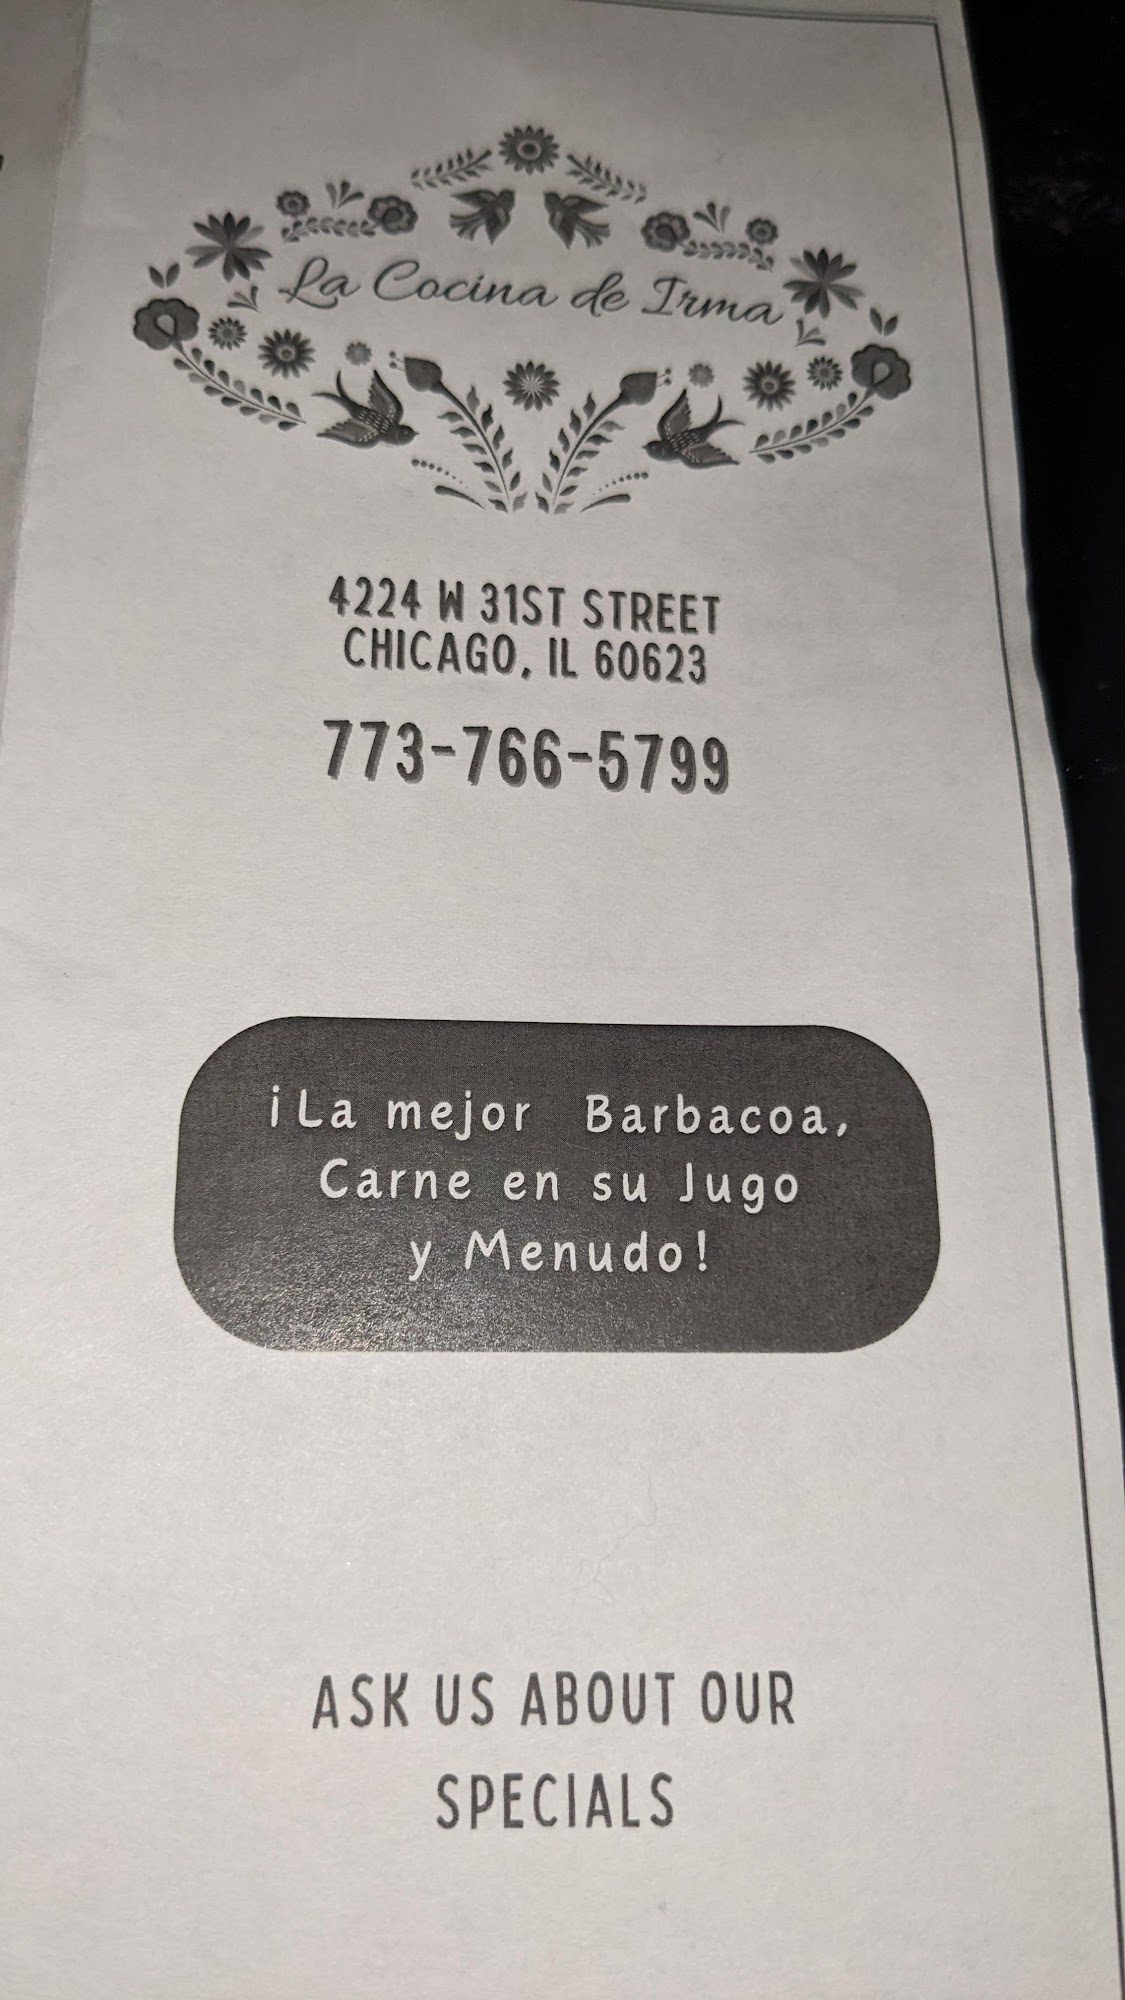 La Cocina de Irma
4224 W 31ST STREET
CHICAGO, IL 60623
773-766-5799
¡La mejor Barbacoa,
Carne en su Jugo
y Menudo!
ASK US ABOUT OUR
SPECIALS